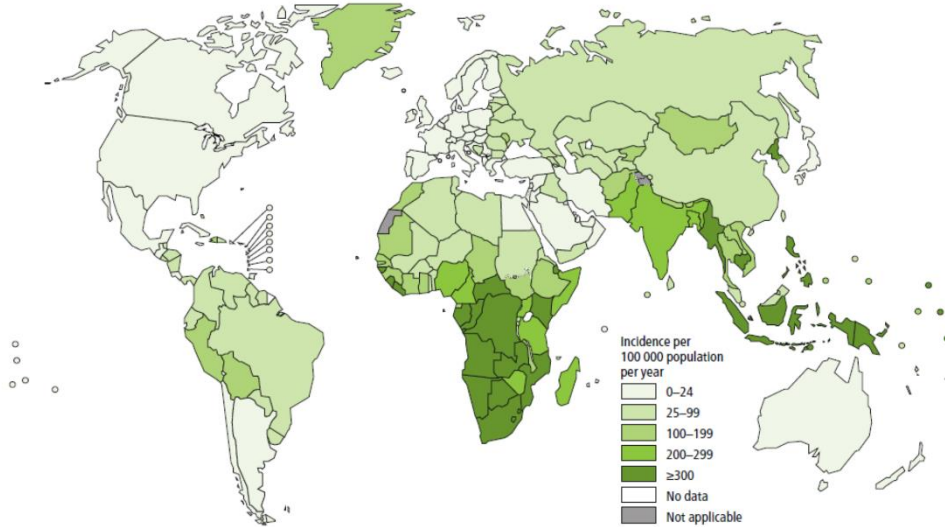 Incidence per
100 000 population
per year
0–24
25–99
100–199
200–299
≥300
No data
Not applicable